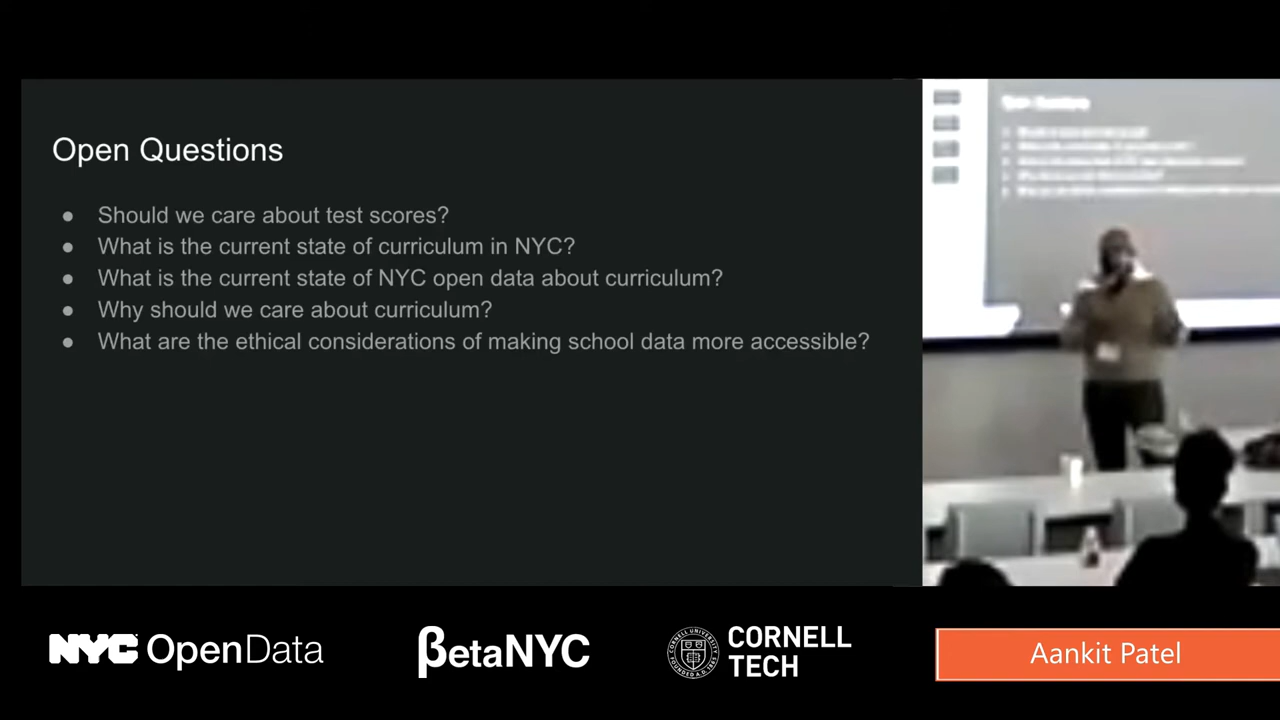 Open Questions
● Should we care about test scores?
● What is the current state of curriculum in NYC?
● What is the current state of NYC open data about curriculum?
● Why should we care about curriculum?
● What are the ethical considerations of making school data more accessible?
NYC OpenData
βetaNYC
CORNELL
TECH
Aankit Patel